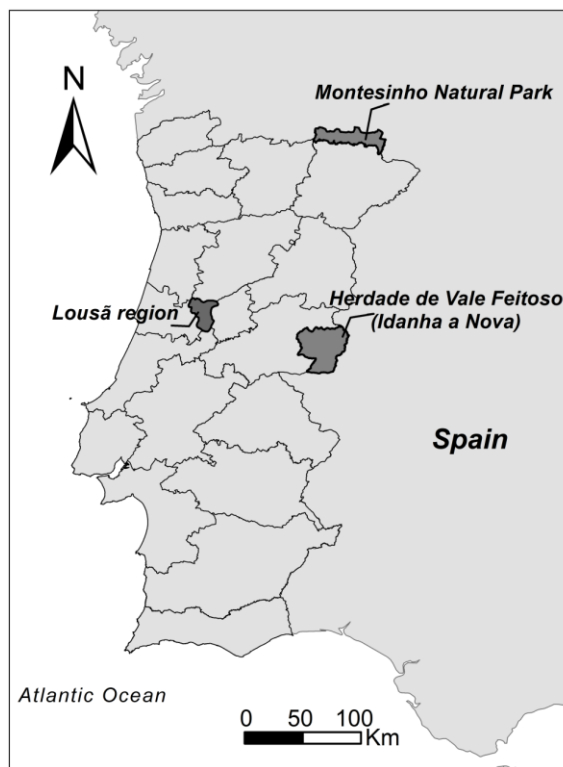 Montesinho Natural Park
N
Lousã region
Herdade de Vale Feitoso
(Idanha a Nova)
Spain
Atlantic Ocean
0 50 100
Km